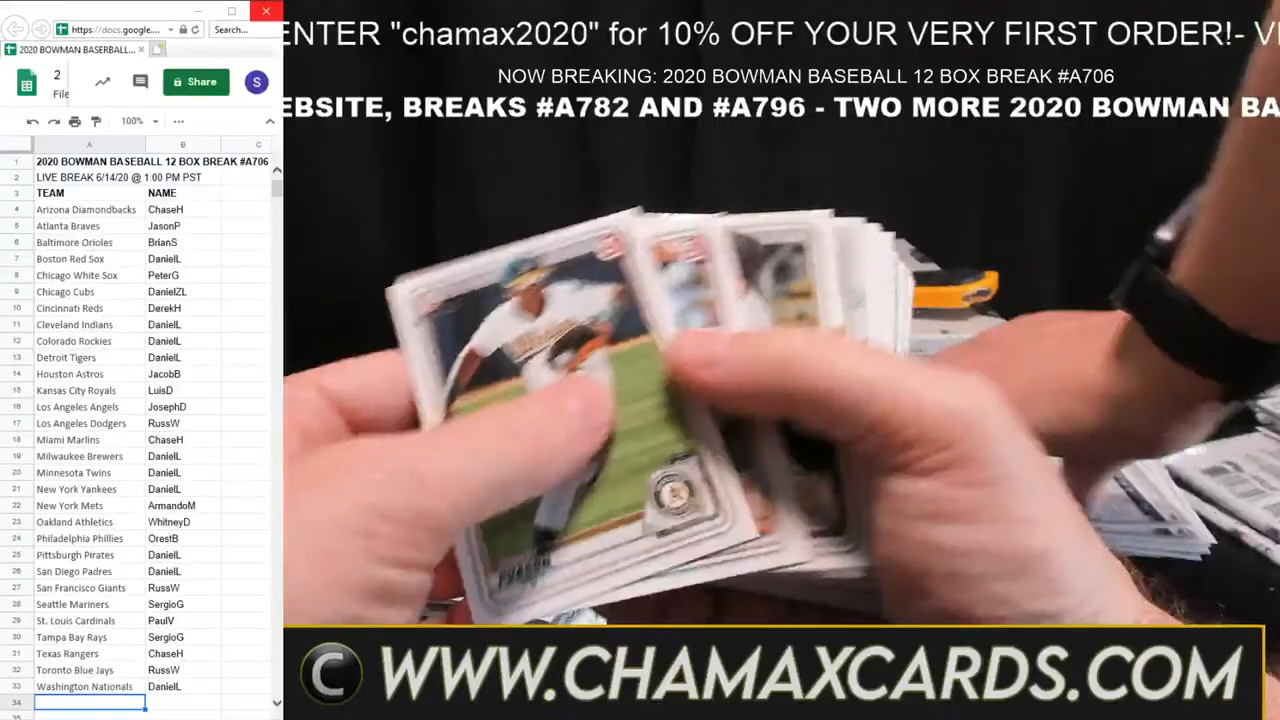 https://docs.google....
Search...
2020 BOWMAN BASEBALL...
2
File
Share
S
100%
A B C
1 2020 BOWMAN BASEBALL 12 BOX BREAK #A706
2 LIVE BREAK 6/14/20 @ 1:00 PM PST
3 TEAM NAME
4 Arizona Diamondbacks ChaseH
5 Atlanta Braves JasonP
6 Baltimore Orioles BrianS
7 Boston Red Sox DanielL
8 Chicago White Sox PeterG
9 Chicago Cubs DanielZL
10 Cincinnati Reds DerekH
11 Cleveland Indians DanielL
12 Colorado Rockies DanielL
13 Detroit Tigers DanielL
14 Houston Astros JacobB
15 Kansas City Royals LuisD
16 Los Angeles Angels JosephD
17 Los Angeles Dodgers RussW
18 Miami Marlins ChaseH
19 Milwaukee Brewers DanielL
20 Minnesota Twins DanielL
21 New York Yankees DanielL
22 New York Mets ArmandoM
23 Oakland Athletics WhitneyD
24 Philadelphia Phillies OrestB
25 Pittsburgh Pirates DanielL
26 San Diego Padres DanielL
27 San Francisco Giants RussW
28 Seattle Mariners SergioG
29 St. Louis Cardinals PaulV
30 Tampa Bay Rays SergioG
31 Texas Rangers ChaseH
32 Toronto Blue Jays RussW
33 Washington Nationals DanielL
34
ENTER "chamax2020" for 10% OFF YOUR VERY FIRST ORDER!- V
NOW BREAKING: 2020 BOWMAN BASEBALL 12 BOX BREAK #A706
EBSITE, BREAKS #A782 AND #A796 - TWO MORE 2020 BOWMAN BA
C WWW.CHAMAXCARDS.COM